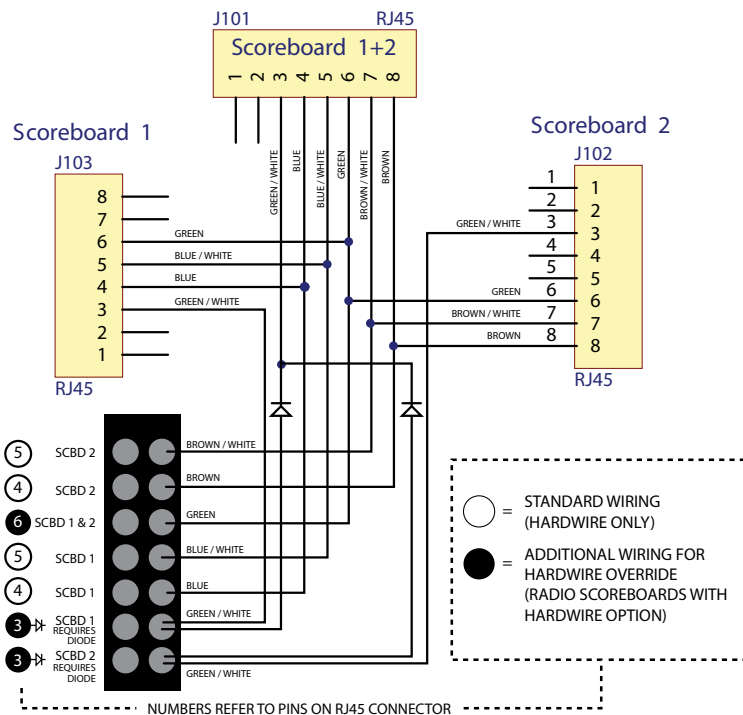 J101 RJ45
Scoreboard 1+2
1 2 3 4 5 6 7 8
GREEN / WHITE
BLUE
BLUE / WHITE
GREEN
BROWN / WHITE
BROWN
Scoreboard 1
J103
8
7
6 GREEN
5 BLUE / WHITE
4 BLUE
3 GREEN / WHITE
2
1
RJ45
Scoreboard 2
J102
1 1
2 2
GREEN / WHITE 3 3
4 4
5 5
GREEN 6 6
BROWN / WHITE 7 7
BROWN 8 8
RJ45
5 SCBD 2 BROWN / WHITE
4 SCBD 2 BROWN
6 SCBD 1 & 2 GREEN
5 SCBD 1 BLUE / WHITE
4 SCBD 1 BLUE
3 SCBD 1 GREEN / WHITE
REQUIRES
DIODE
3 SCBD 2
REQUIRES
DIODE
GREEN / WHITE
= STANDARD WIRING
(HARDWIRE ONLY)
= ADDITIONAL WIRING FOR
HARDWIRE OVERRIDE
(RADIO SCOREBOARDS WITH
HARDWIRE OPTION)
NUMBERS REFER TO PINS ON RJ45 CONNECTOR